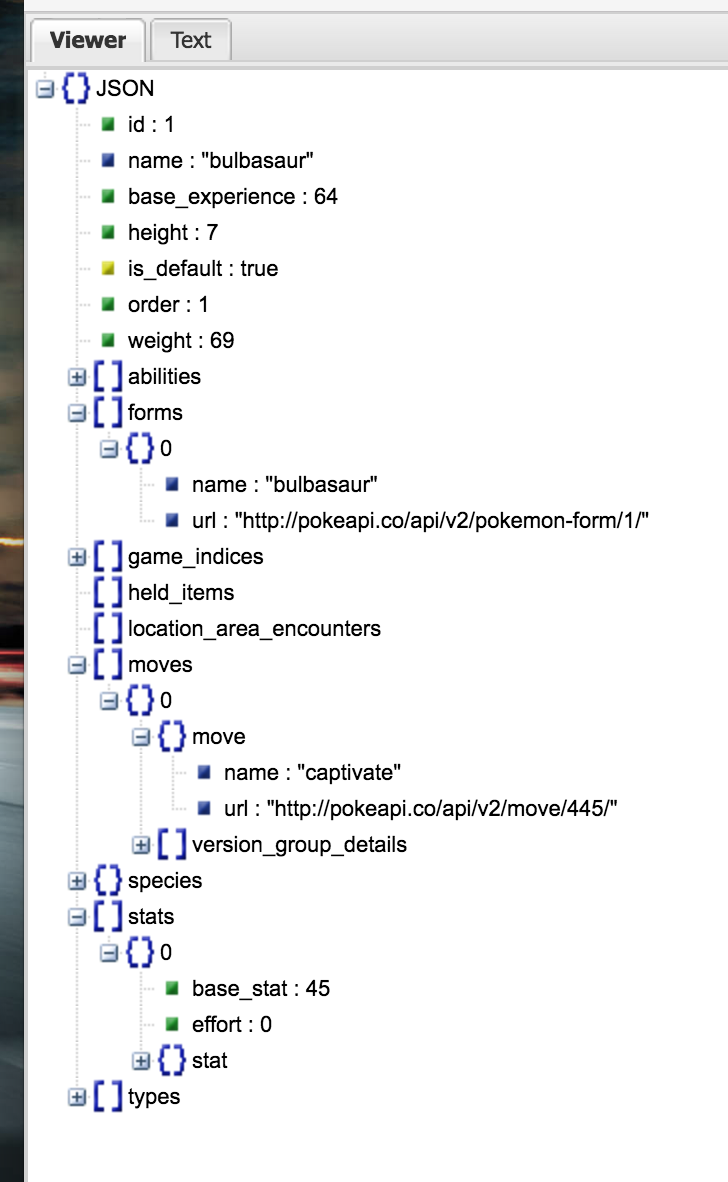 Viewer Text
JSON
id : 1
name : "bulbasaur"
base_experience : 64
height : 7
is_default : true
order : 1
weight : 69
abilities
forms
0
name : "bulbasaur"
url : "http://pokeapi.co/api/v2/pokemon-form/1/"
game_indices
held_items
location_area_encounters
moves
0
move
name : "captivate"
url : "http://pokeapi.co/api/v2/move/445/"
version_group_details
species
stats
0
base_stat : 45
effort : 0
stat
types